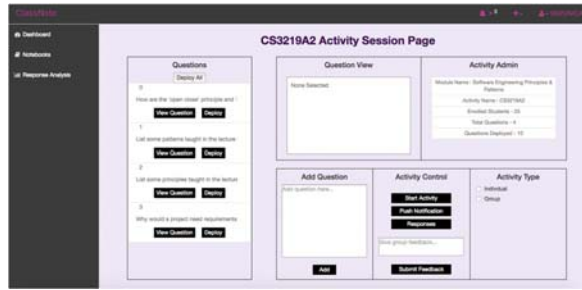 ClassNote
Dashboard
Notebooks
Response Analysis
CS3219A2 Activity Session Page
Questions
Deploy All
0
How are the 'open close' principle and
View Question Deploy
1
List some patterns taught in the lecture
View Question Deploy
2
List some principles taught in the lecture
View Question Deploy
3
Why would a project need requirements
View Question Deploy
Question View
None Selected
Activity Admin
Module Name : Software Engineering Principles &
Patterns
Activity Name : CS3219A2
Enrolled Students : 25
Total Questions : 4
Questions Deployed : 10
Add Question
Add question here...
Add
Activity Control
Start Activity
Push Notification
Responses
Give group feedback...
Submit Feedback
Activity Type
Individual
Group